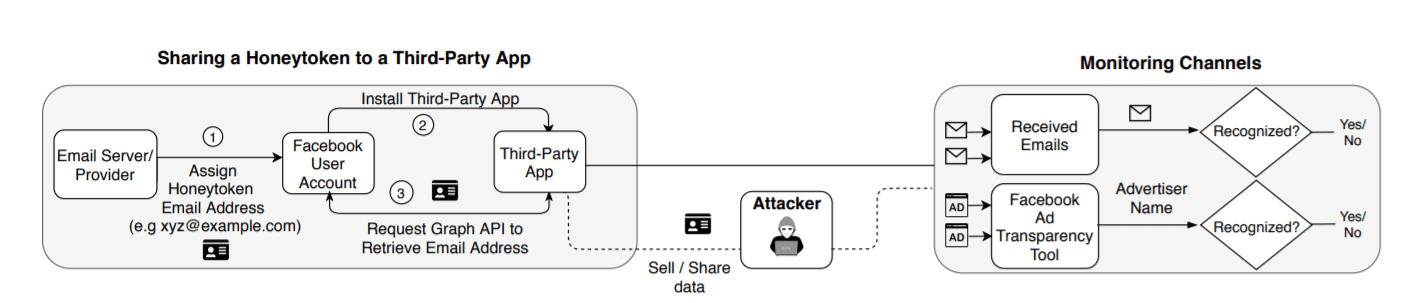 Sharing a Honeytoken to a Third-Party App
Email Server/
Provider
1
Assign
Honeytoken
Email Address
(e.g xyz@example.com)
Facebook
User
Account
Install Third-Party App
2
3
Request Graph API to
Retrieve Email Address
Third-Party
App
Sell / Share
data
Attacker
Monitoring Channels
Received
Emails
Recognized?
Yes/
No
AD
AD
Facebook
Ad
Transparency
Tool
Advertiser
Name
Recognized?
Yes/
No